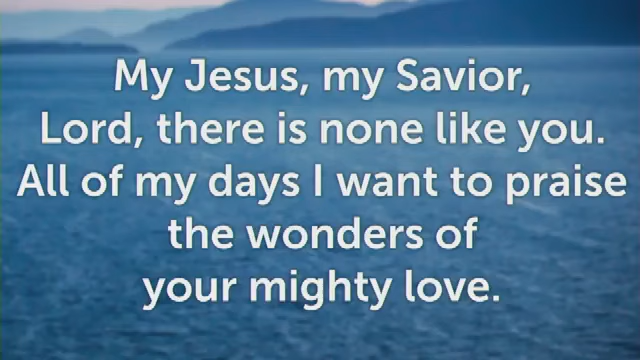 My Jesus, my Savior,
Lord, there is none like you.
All of my days I want to praise
the wonders of
your mighty love.